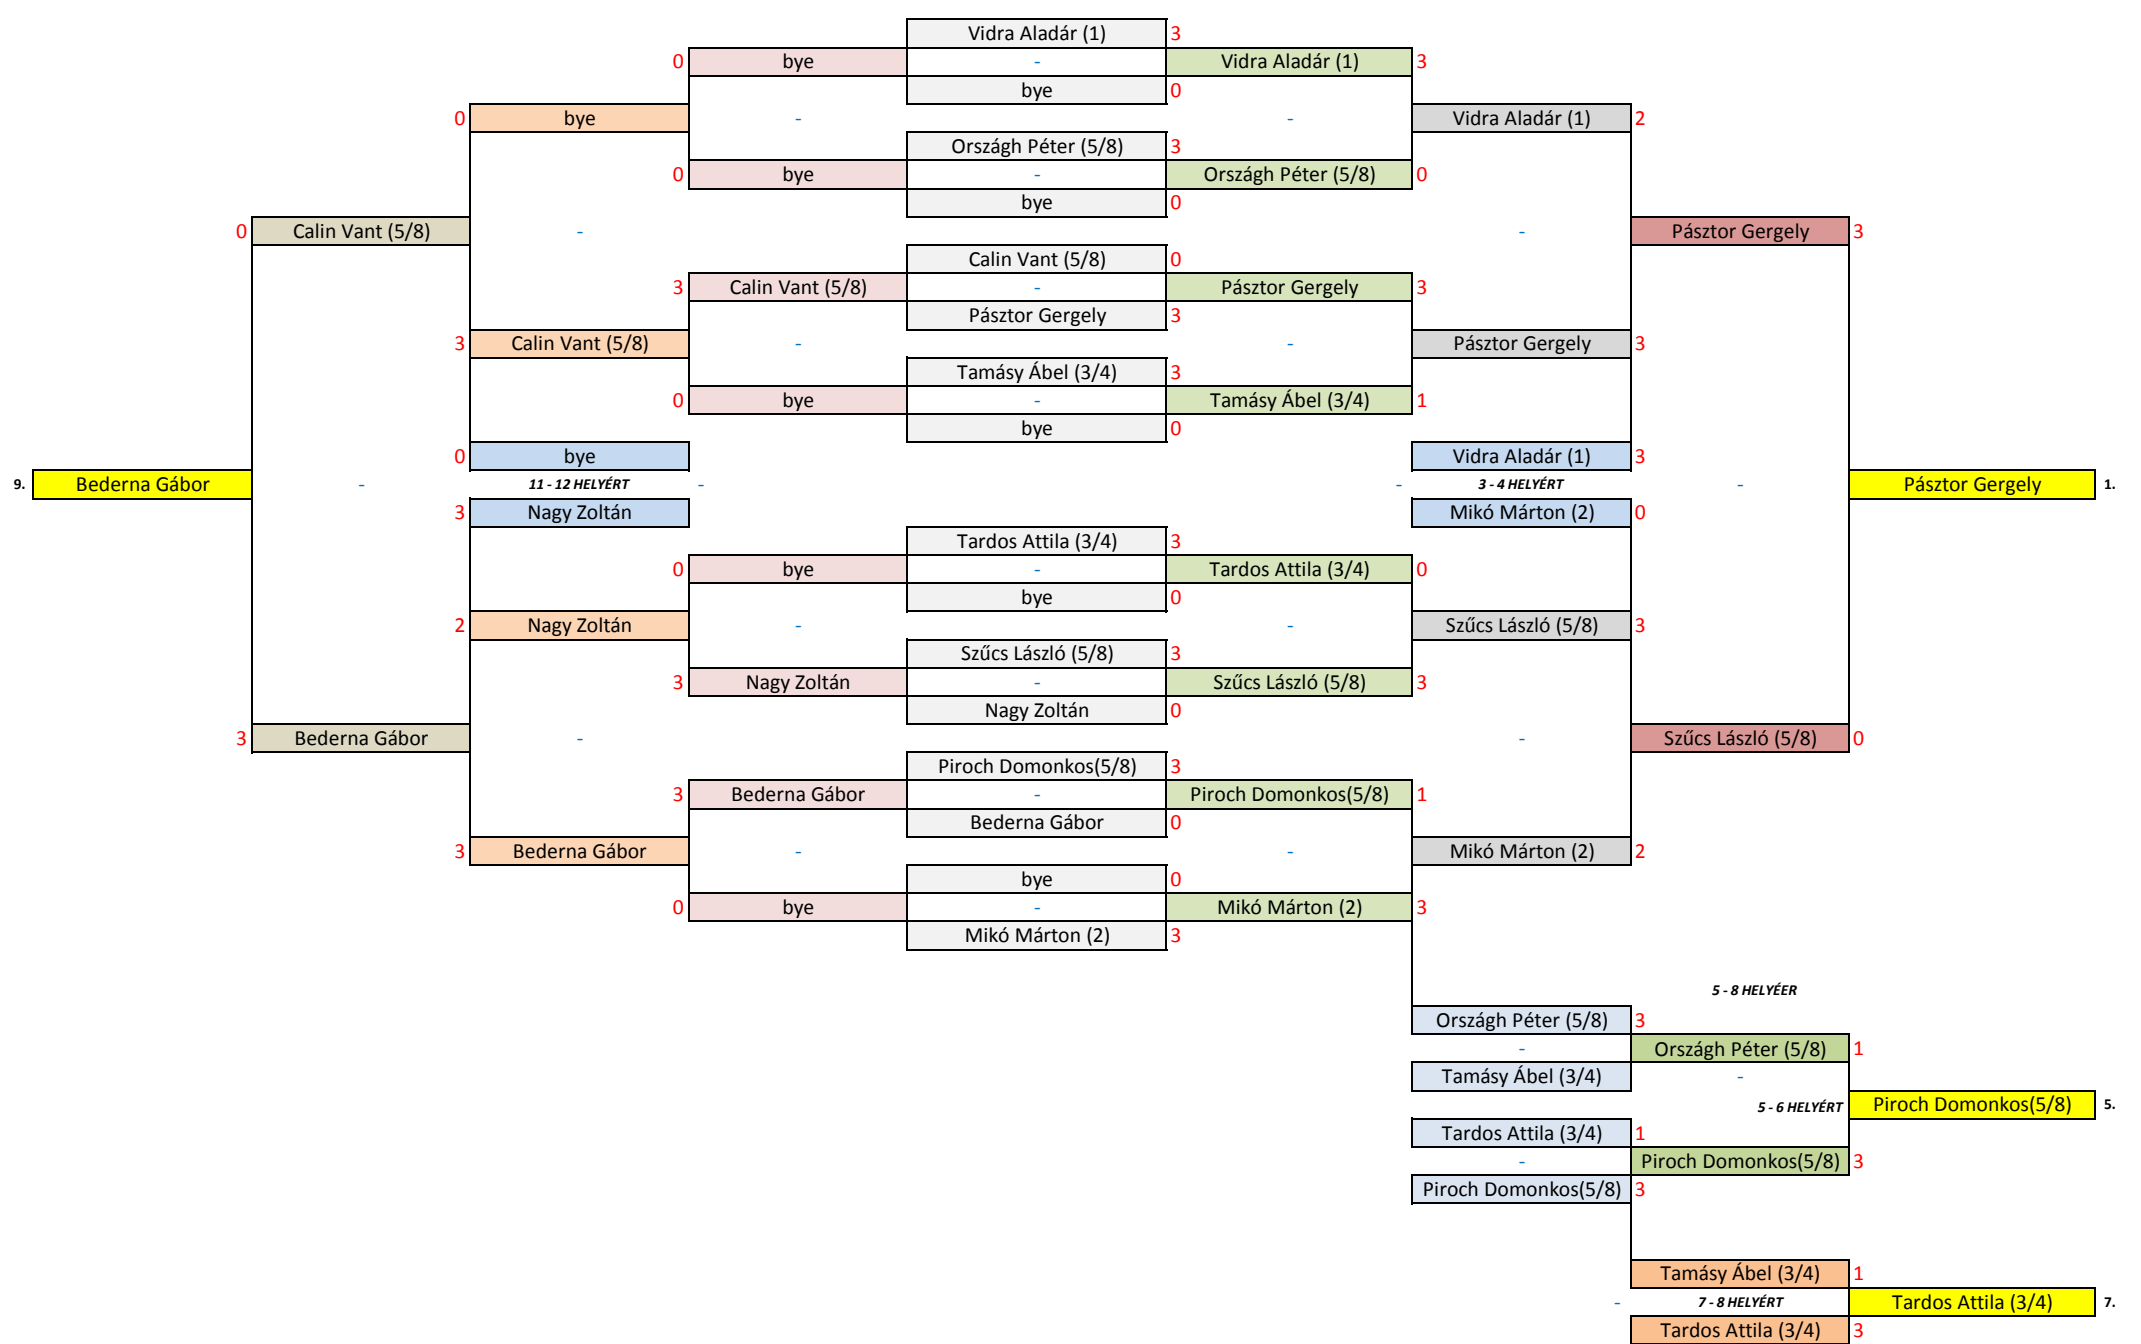 Vidra Aladár (1) 3
0 bye - Vidra Aladár (1) 3
bye 0
0 bye - - Vidra Aladár (1) 2
Országh Péter (5/8) 3
0 bye - Országh Péter (5/8) 0
bye 0
0 Calin Vant (5/8) - - Pásztor Gergely 3
Calin Vant (5/8) 0
3 Calin Vant (5/8) - Pásztor Gergely 3
Pásztor Gergely 3
3 Calin Vant (5/8) - - Pásztor Gergely 3
Tamásy Ábel (3/4) 3
0 bye - Tamásy Ábel (3/4) 1
bye 0
0 bye Vidra Aladár (1) 3
9. Bederna Gábor - 11 - 12 HELYÉRT - - 3 - 4 HELYÉRT - Pásztor Gergely 1.
3 Nagy Zoltán Mikó Márton (2) 0
Tardos Attila (3/4) 3
0 bye - Tardos Attila (3/4) 0
bye 0
2 Nagy Zoltán - - Szűcs László (5/8) 3
Szűcs László (5/8) 3
3 Nagy Zoltán - Szűcs László (5/8) 3
Nagy Zoltán 0
3 Bederna Gábor - - Szűcs László (5/8) 0
Piroch Domonkos(5/8) 3
3 Bederna Gábor - Piroch Domonkos(5/8) 1
Bederna Gábor 0
3 Bederna Gábor - - Mikó Márton (2) 2
bye 0
0 bye - Mikó Márton (2) 3
Mikó Márton (2) 3
5 - 8 HELYÉER
Országh Péter (5/8) 3
- Országh Péter (5/8) 1
Tamásy Ábel (3/4) -
5 - 6 HELYÉRT Piroch Domonkos(5/8) 5.
Tardos Attila (3/4) 1
- Piroch Domonkos(5/8) 3
Piroch Domonkos(5/8) 3
Tamásy Ábel (3/4) 1
- 7 - 8 HELYÉRT Tardos Attila (3/4) 7.
Tardos Attila (3/4) 3